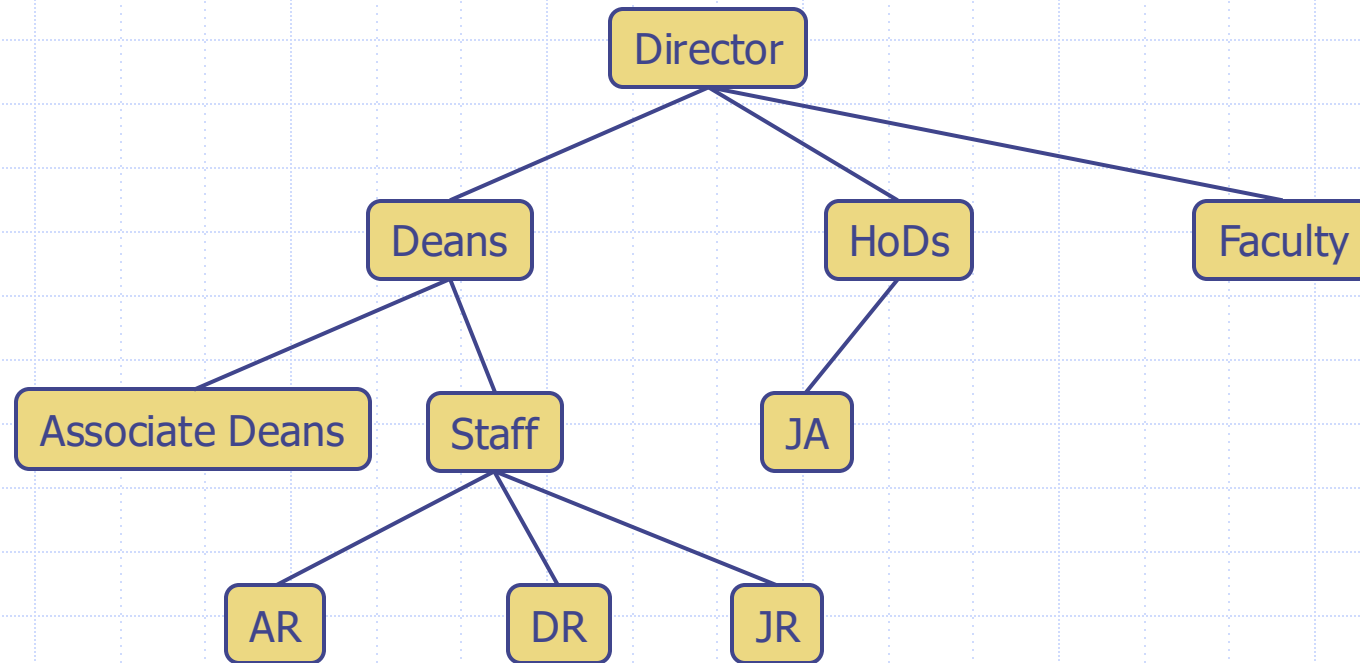 Director
Deans
HoDs
Faculty
Associate Deans
Staff
JA
AR
DR
JR